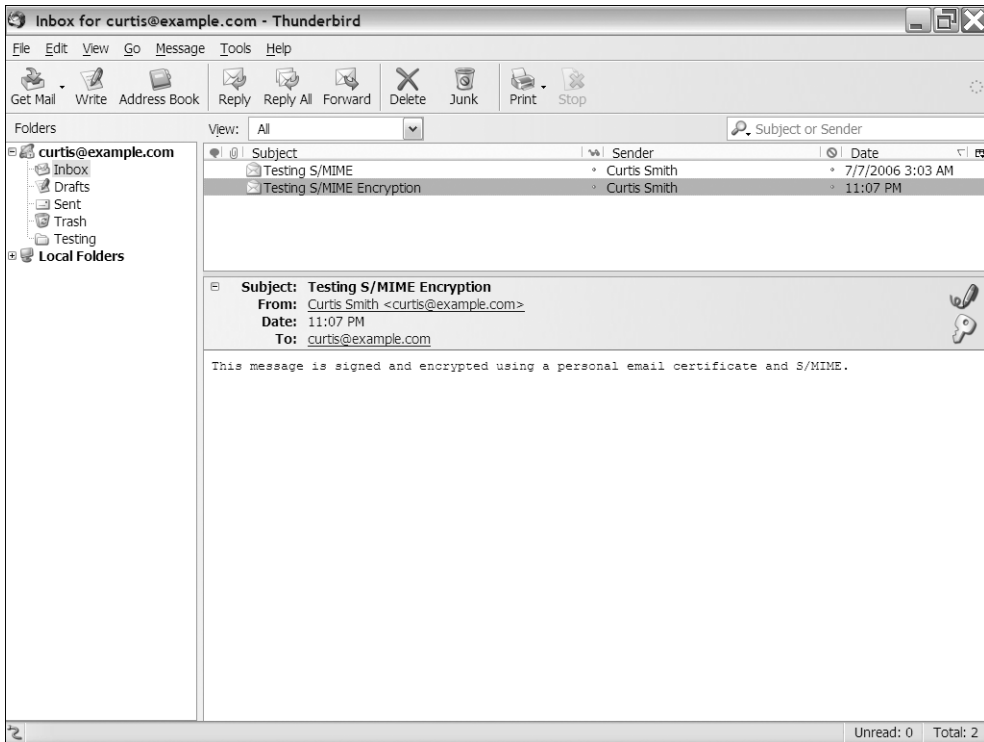 Inbox for curtis@example.com - Thunderbird
File Edit View Go Message Tools Help
Get Mail Write Address Book Reply Reply All Forward Delete Junk Print Stop
Folders View: All Subject or Sender
curtis@example.com
Inbox
Drafts
Sent
Trash
Testing
Local Folders
Subject Sender Date
Testing S/MIME Curtis Smith 7/7/2006 3:03 AM
Testing S/MIME Encryption Curtis Smith 11:07 PM
Subject: Testing S/MIME Encryption
From: Curtis Smith <curtis@example.com>
Date: 11:07 PM
To: curtis@example.com
This message is signed and encrypted using a personal email certificate and S/MIME.
Unread: 0 Total: 2